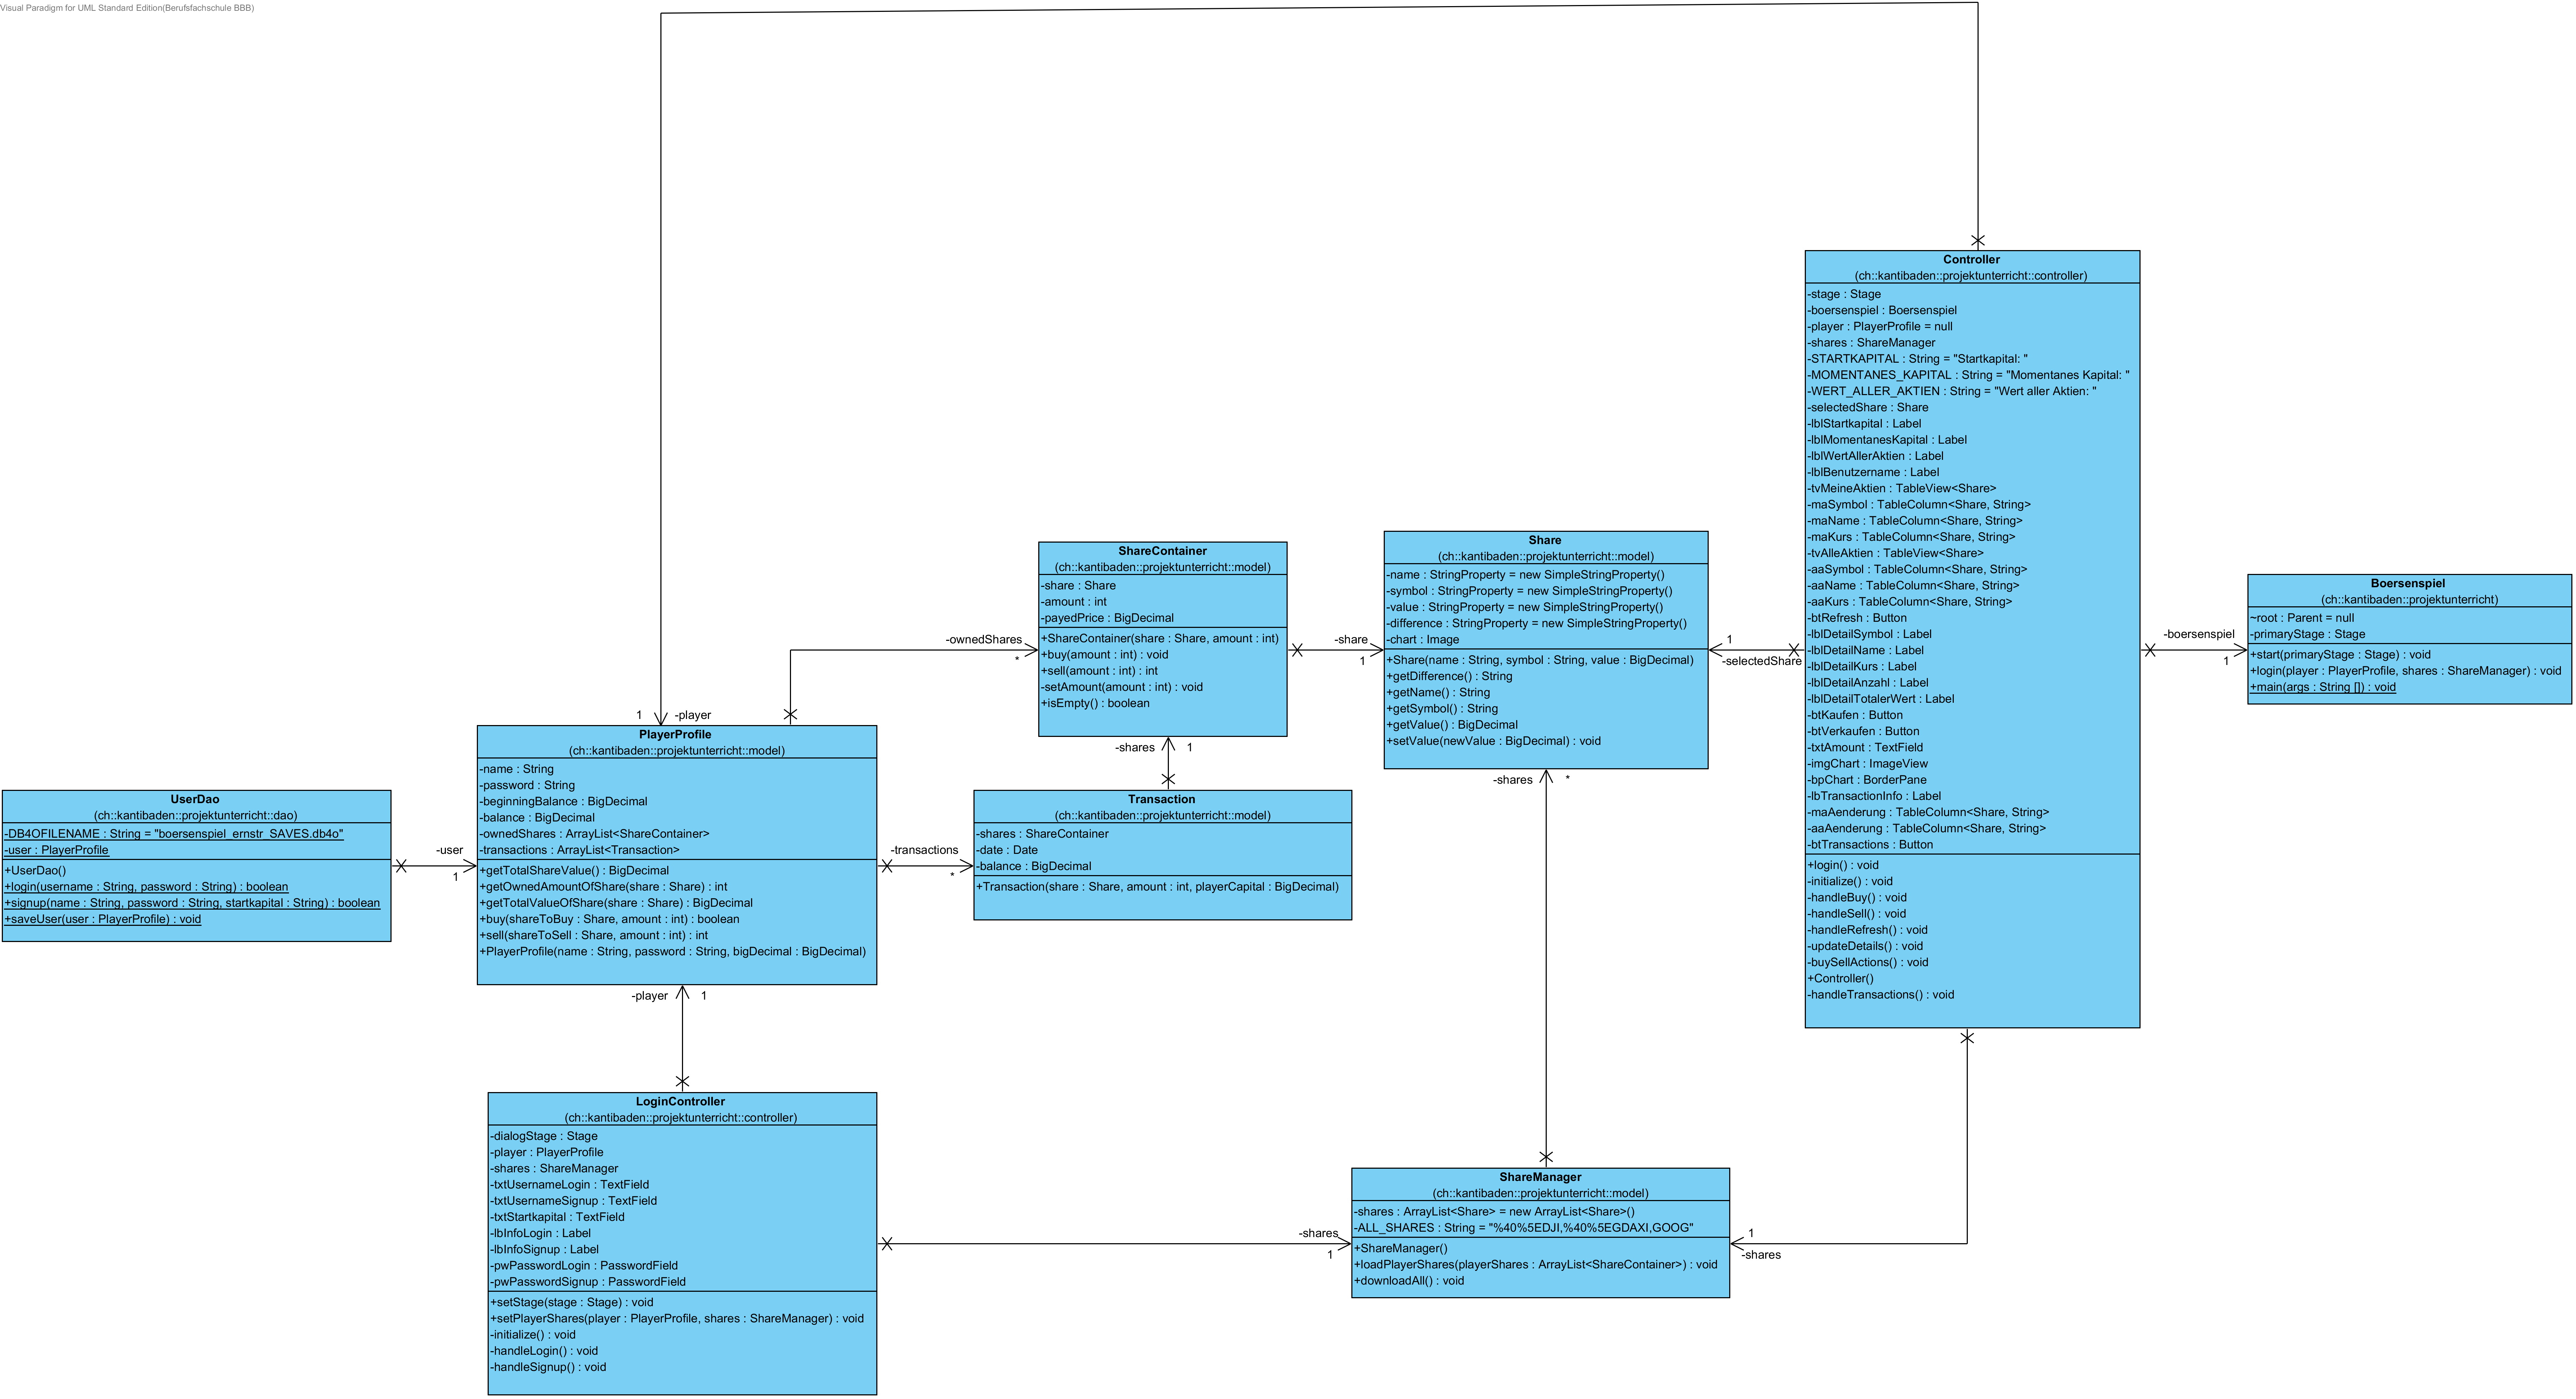 Visual Paradigm for UML Standard Edition(Berufsfachschule BBB)
UserDao
(ch::kantibaden::projektunterricht::dao)
-DB4OFILENAME : String = "boersenspiel_ernstr_SAVES.db4o"
-user : PlayerProfile
+UserDao()
+login(username : String, password : String) : boolean
+signup(name : String, password : String, startkapital : String) : boolean
+saveUser(user : PlayerProfile) : void
-user
1
1
-player
PlayerProfile
(ch::kantibaden::projektunterricht::model)
-name : String
-password : String
-beginningBalance : BigDecimal
-balance : BigDecimal
-ownedShares : ArrayList<ShareContainer>
-transactions : ArrayList<Transaction>
+getTotalShareValue() : BigDecimal
+getOwnedAmountOfShare(share : Share) : int
+getTotalValueOfShare(share : Share) : BigDecimal
+buy(shareToBuy : Share, amount : int) : boolean
+sell(shareToSell : Share, amount : int) : int
+PlayerProfile(name : String, password : String, bigDecimal : BigDecimal)
-player
1
LoginController
(ch::kantibaden::projektunterricht::controller)
-dialogStage : Stage
-player : PlayerProfile
-shares : ShareManager
-txtUsernameLogin : TextField
-txtUsernameSignup : TextField
-txtStartkapital : TextField
-lbInfoLogin : Label
-lbInfoSignup : Label
-pwPasswordLogin : PasswordField
-pwPasswordSignup : PasswordField
+setStage(stage : Stage) : void
+setPlayerShares(player : PlayerProfile, shares : ShareManager) : void
-initialize() : void
-handleLogin() : void
-handleSignup() : void
-ownedShares
*
-transactions
*
ShareContainer
(ch::kantibaden::projektunterricht::model)
-share : Share
-amount : int
-payedPrice : BigDecimal
+ShareContainer(share : Share, amount : int)
+buy(amount : int) : void
+sell(amount : int) : int
-setAmount(amount : int) : void
+isEmpty() : boolean
-shares
1
Transaction
(ch::kantibaden::projektunterricht::model)
-shares : ShareContainer
-date : Date
-balance : BigDecimal
+Transaction(share : Share, amount : int, playerCapital : BigDecimal)
-share
1
Share
(ch::kantibaden::projektunterricht::model)
-name : StringProperty = new SimpleStringProperty()
-symbol : StringProperty = new SimpleStringProperty()
-value : StringProperty = new SimpleStringProperty()
-difference : StringProperty = new SimpleStringProperty()
-chart : Image
+Share(name : String, symbol : String, value : BigDecimal)
+getDifference() : String
+getName() : String
+getSymbol() : String
+getValue() : BigDecimal
+setValue(newValue : BigDecimal) : void
-shares
*
-shares
1
ShareManager
(ch::kantibaden::projektunterricht::model)
-shares : ArrayList<Share> = new ArrayList<Share>()
-ALL_SHARES : String = "%40%5EDJI,%40%5EGDAXI,GOOG"
+ShareManager()
+loadPlayerShares(playerShares : ArrayList<ShareContainer>) : void
+downloadAll() : void
1
-shares
1
-selectedShare
Controller
(ch::kantibaden::projektunterricht::controller)
-stage : Stage
-boersenspiel : Boersenspiel
-player : PlayerProfile = null
-shares : ShareManager
-STARTKAPITAL : String = "Startkapital: "
-MOMENTANES_KAPITAL : String = "Momentanes Kapital: "
-WERT_ALLER_AKTIEN : String = "Wert aller Aktien: "
-selectedShare : Share
-lblStartkapital : Label
-lblMomentanesKapital : Label
-lblWertAllerAktien : Label
-lblBenutzername : Label
-tvMeineAktien : TableView<Share>
-maSymbol : TableColumn<Share, String>
-maName : TableColumn<Share, String>
-maKurs : TableColumn<Share, String>
-tvAlleAktien : TableView<Share>
-aaSymbol : TableColumn<Share, String>
-aaName : TableColumn<Share, String>
-aaKurs : TableColumn<Share, String>
-btRefresh : Button
-lblDetailSymbol : Label
-lblDetailName : Label
-lblDetailKurs : Label
-lblDetailAnzahl : Label
-lblDetailTotalerWert : Label
-btKaufen : Button
-btVerkaufen : Button
-txtAmount : TextField
-imgChart : ImageView
-bpChart : BorderPane
-lbTransactionInfo : Label
-maAenderung : TableColumn<Share, String>
-aaAenderung : TableColumn<Share, String>
-btTransactions : Button
+login() : void
-initialize() : void
-handleBuy() : void
-handleSell() : void
-handleRefresh() : void
-updateDetails() : void
-buySellActions() : void
+Controller()
-handleTransactions() : void
-boersenspiel
1
Boersenspiel
(ch::kantibaden::projektunterricht)
~root : Parent = null
-primaryStage : Stage
+start(primaryStage : Stage) : void
+login(player : PlayerProfile, shares : ShareManager) : void
+main(args : String []) : void